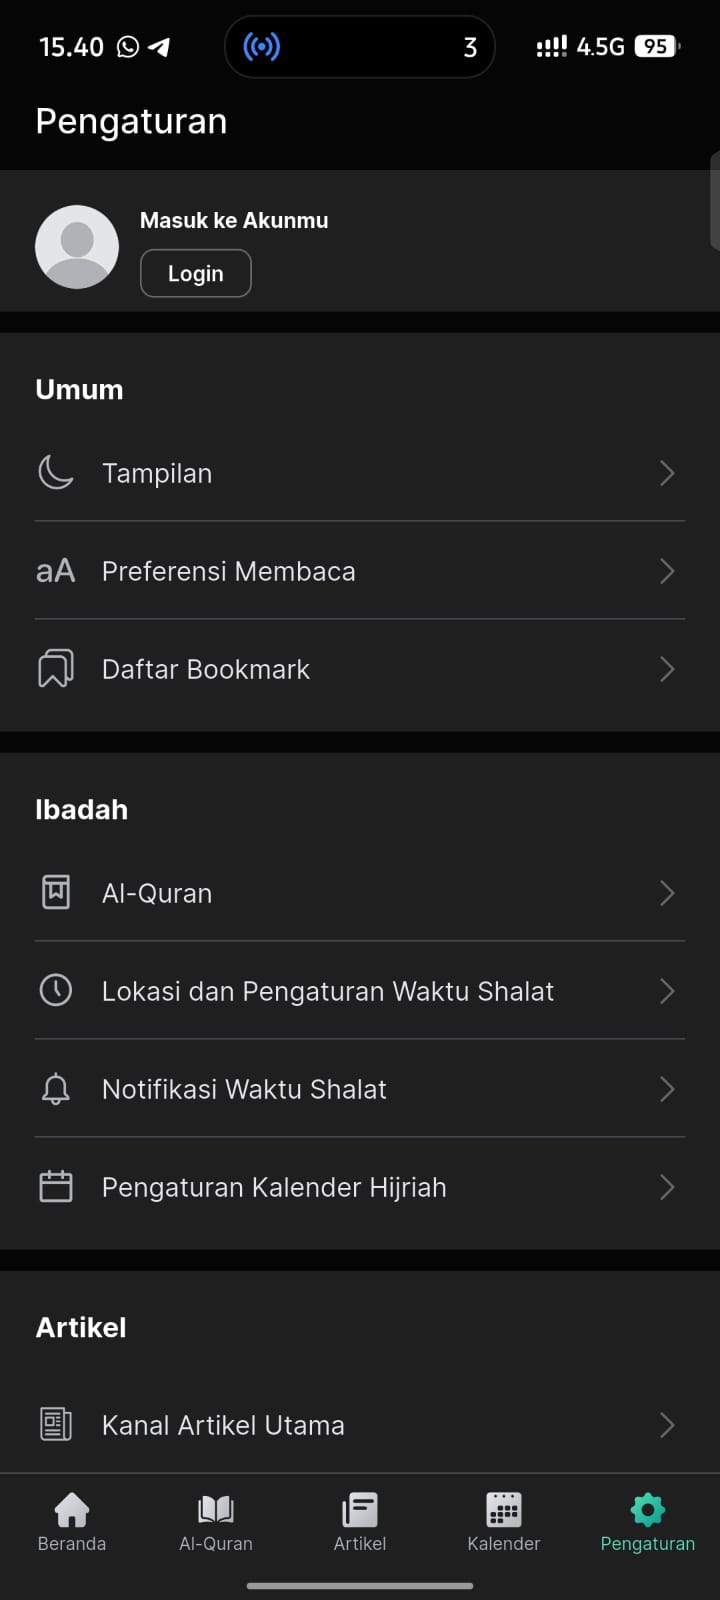 15.40
3
4.5G
95
Pengaturan
Masuk ke Akunmu
Login
Umum
Tampilan
aA
Preferensi Membaca
Daftar Bookmark
Ibadah
Al-Quran
Lokasi dan Pengaturan Waktu Shalat
Notifikasi Waktu Shalat
Pengaturan Kalender Hijriah
Artikel
Kanal Artikel Utama
Beranda
Al-Quran
Artikel
Kalender
Pengaturan